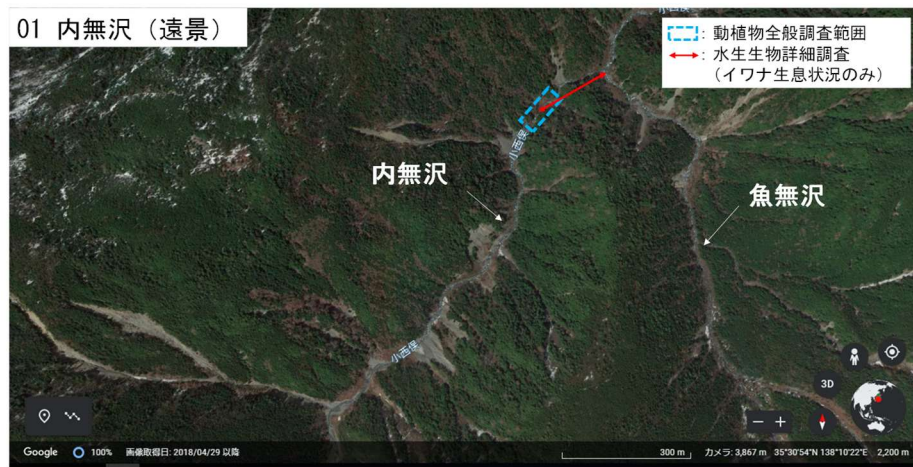 01 内無沢（遠景）
：動植物全般調査範囲
：水生生物詳細調査
（イワナ生息状況のみ）
小西俣
内無沢
魚無沢
小西俣
3D
Google 100% 画像取得日: 2018/04/29 以降 300 m カメラ: 3,867 m 35°30'54"N 138°10'22"E 2,200 m